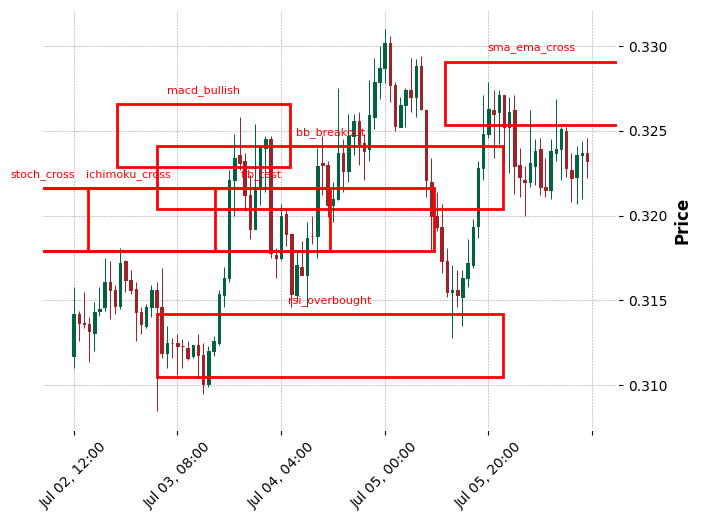 sma_ema_cross
0.330
macd_bullish
bb_breakout
0.325
stoch_cross
ichimoku_cross
0.320
Price
rsi_overbought
0.315
0.310
Jul 02, 12:00
Jul 03, 08:00
Jul 04, 04:00
Jul 05, 00:00
Jul 05, 20:00